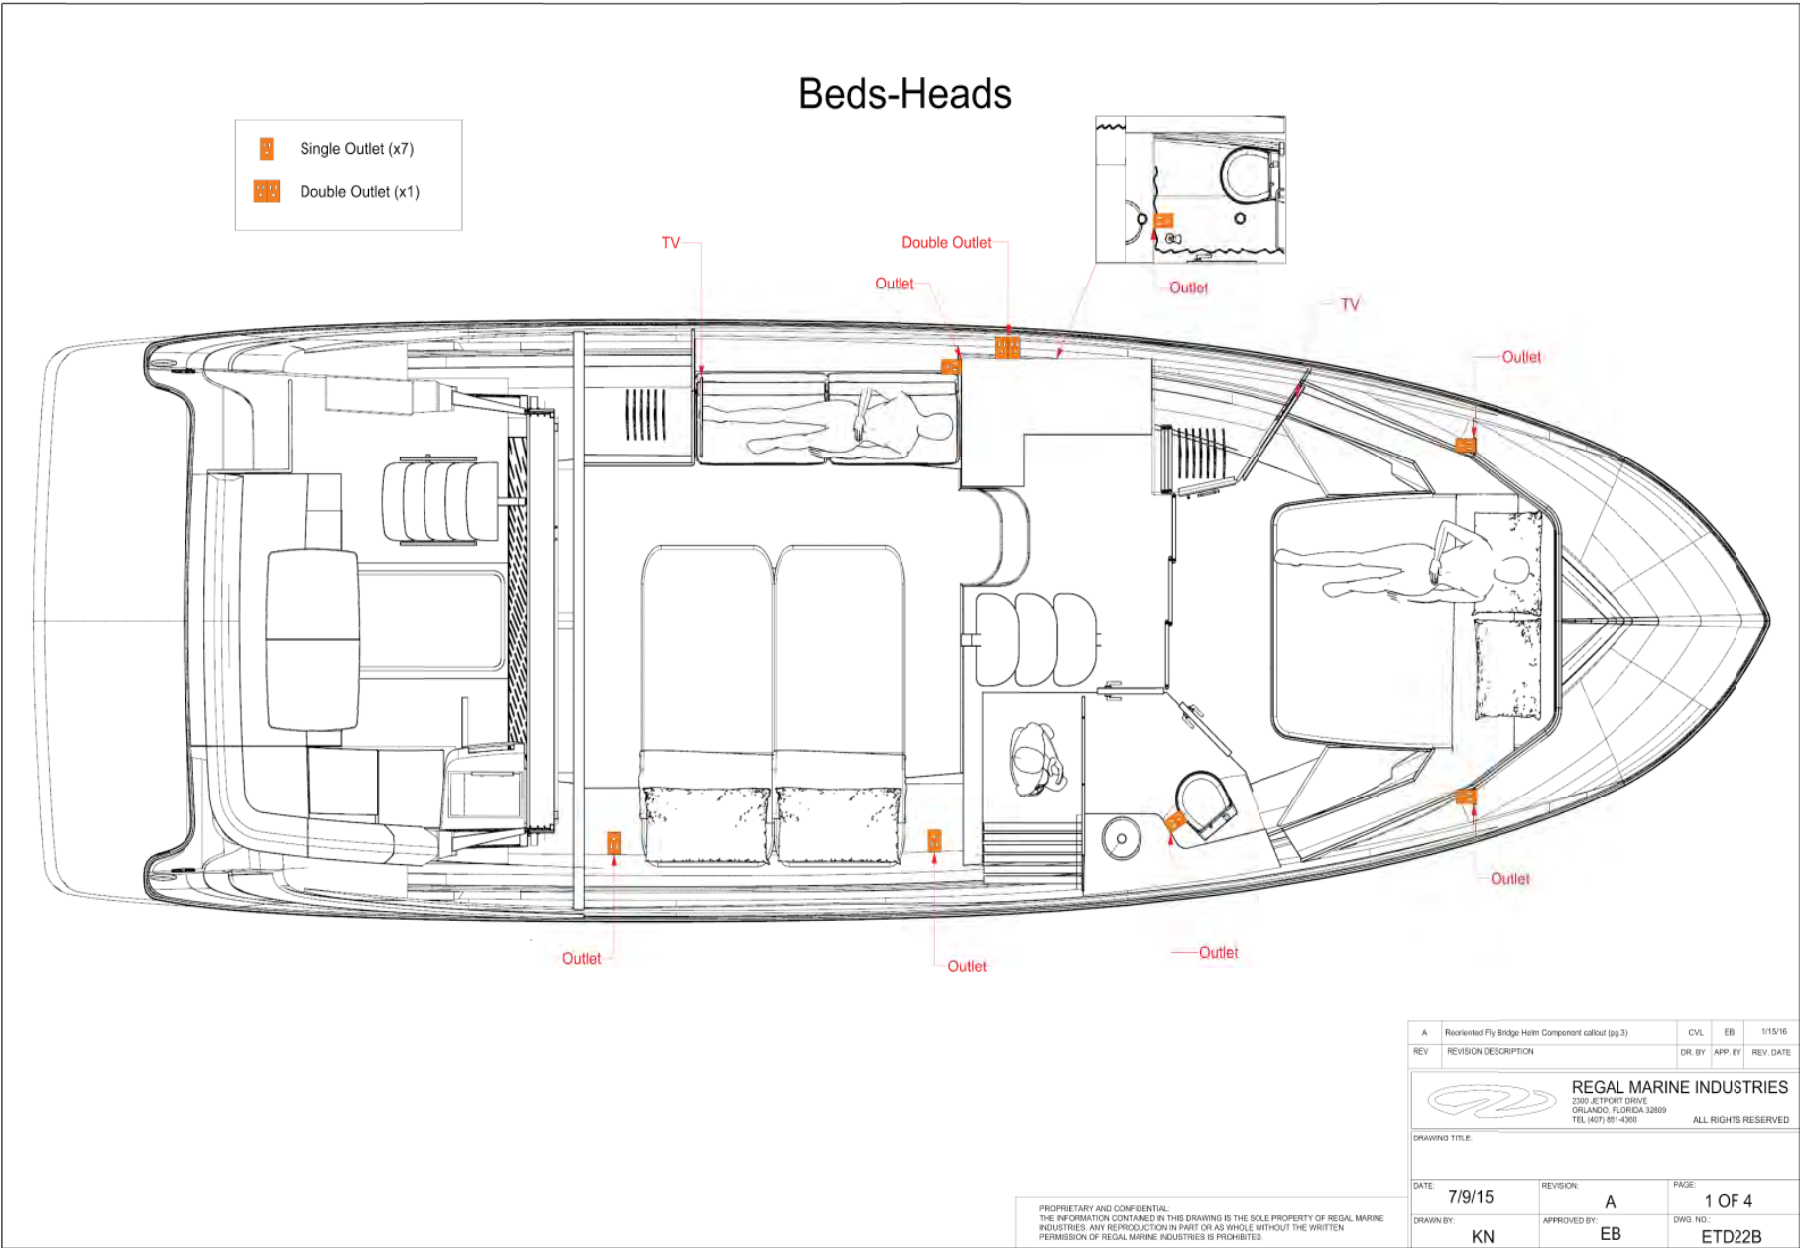 Beds-Heads
Single Outlet (x7)
Double Outlet (x1)
TV
Double Outlet
Outlet
Outlet
TV
Outlet
Outlet
Outlet
Outlet
Outlet
A Reoriented Fly Bridge Helm Component callout (pg.3) CVL EB 1/15/16
REV REVISION DESCRIPTION DR. BY APP. BY REV. DATE
REGAL MARINE INDUSTRIES
2300 JETPORT DRIVE
ORLANDO, FLORIDA 32809
TEL (407) 851-4360 ALL RIGHTS RESERVED
DRAWING TITLE:
DATE: 7/9/15 REVISION: A PAGE: 1 OF 4
DRAWN BY: KN APPROVED BY: EB DWG. NO.: ETD22B
PROPRIETARY AND CONFIDENTIAL:
THE INFORMATION CONTAINED IN THIS DRAWING IS THE SOLE PROPERTY OF REGAL MARINE
INDUSTRIES. ANY REPRODUCTION IN PART OR AS WHOLE WITHOUT THE WRITTEN
PERMISSION OF REGAL MARINE INDUSTRIES IS PROHIBITED.